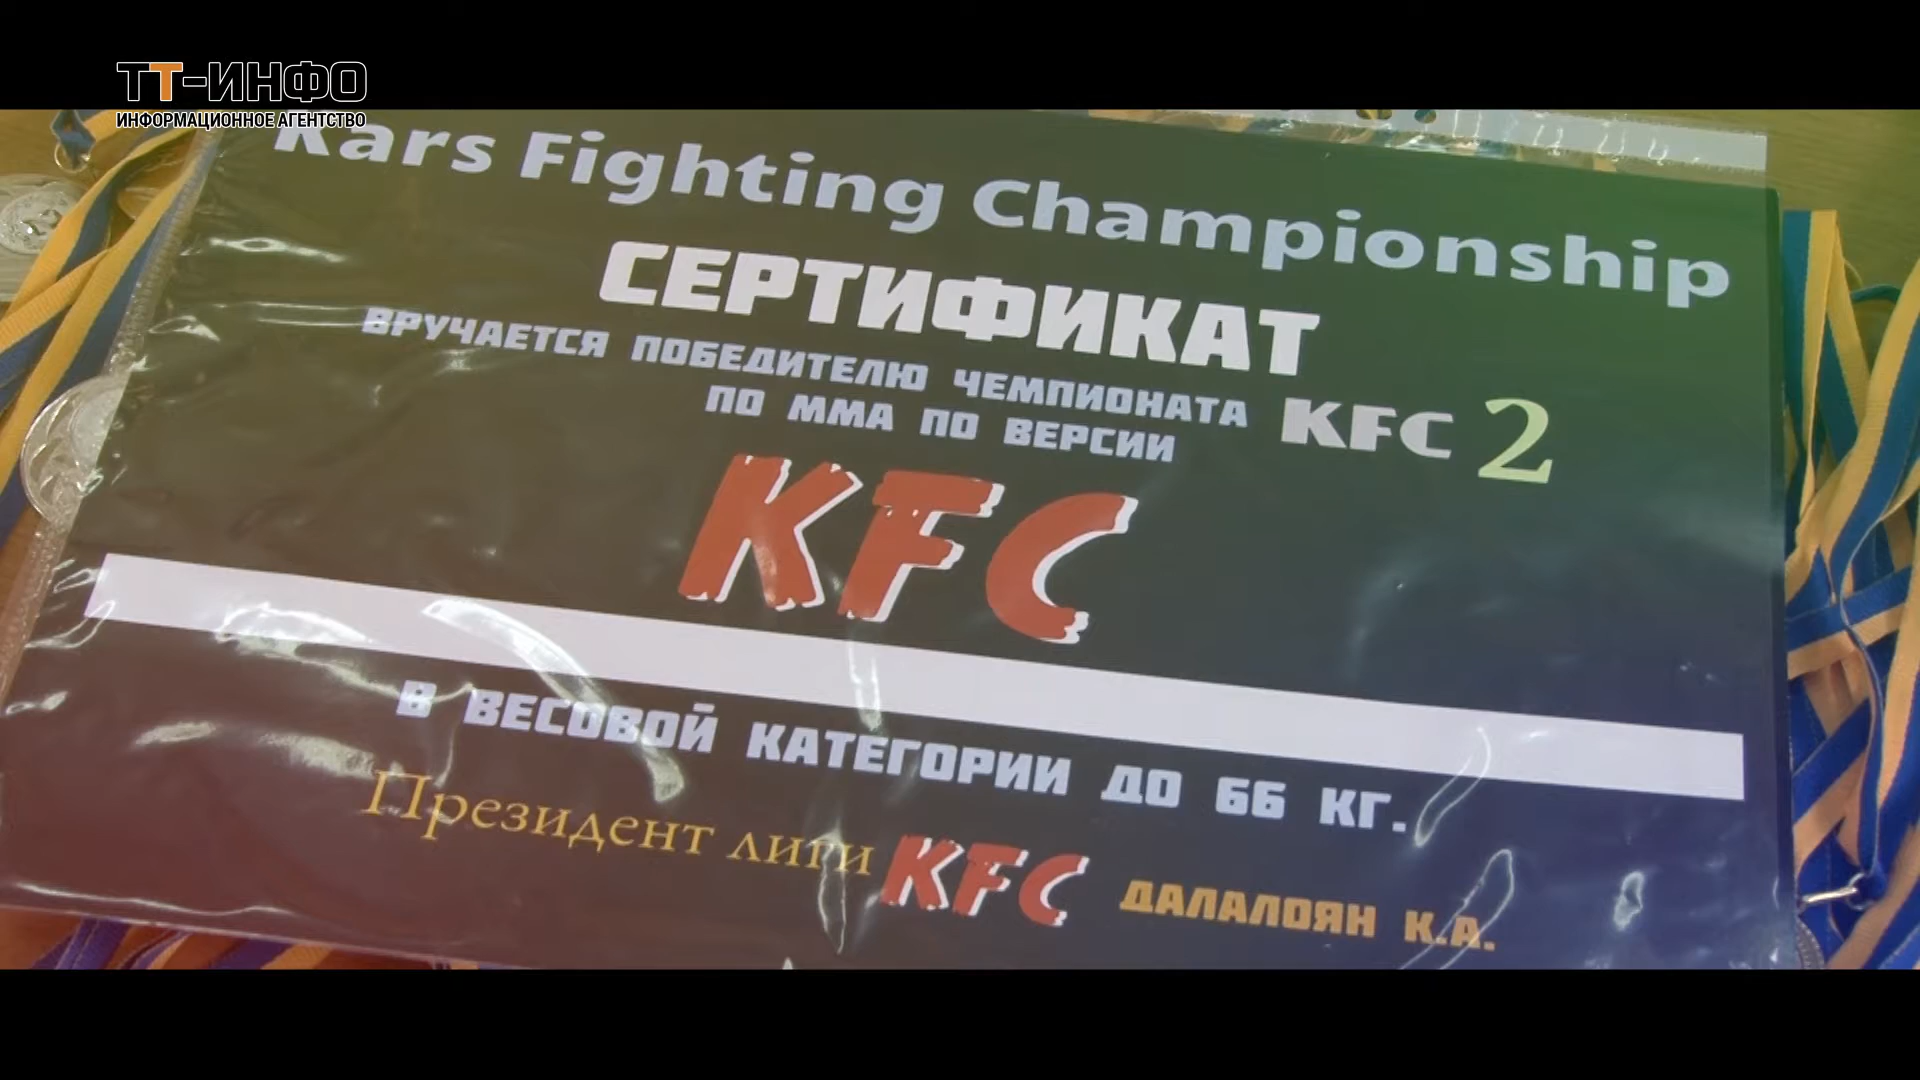 ТТ-ИНФО
ИНФОРМАЦИОННОЕ АГЕНТСТВО
Kars Fighting Championship
СЕРТИФИКАТ
ВРУЧАЕТСЯ ПОБЕДИТЕЛЮ ЧЕМПИОНАТА KFC 2
ПО ММА ПО ВЕРСИИ
KFC
В ВЕСОВОЙ КАТЕГОРИИ ДО 66 КГ.
Президент лиги KFC ДАЛАЛОЯН К.А.